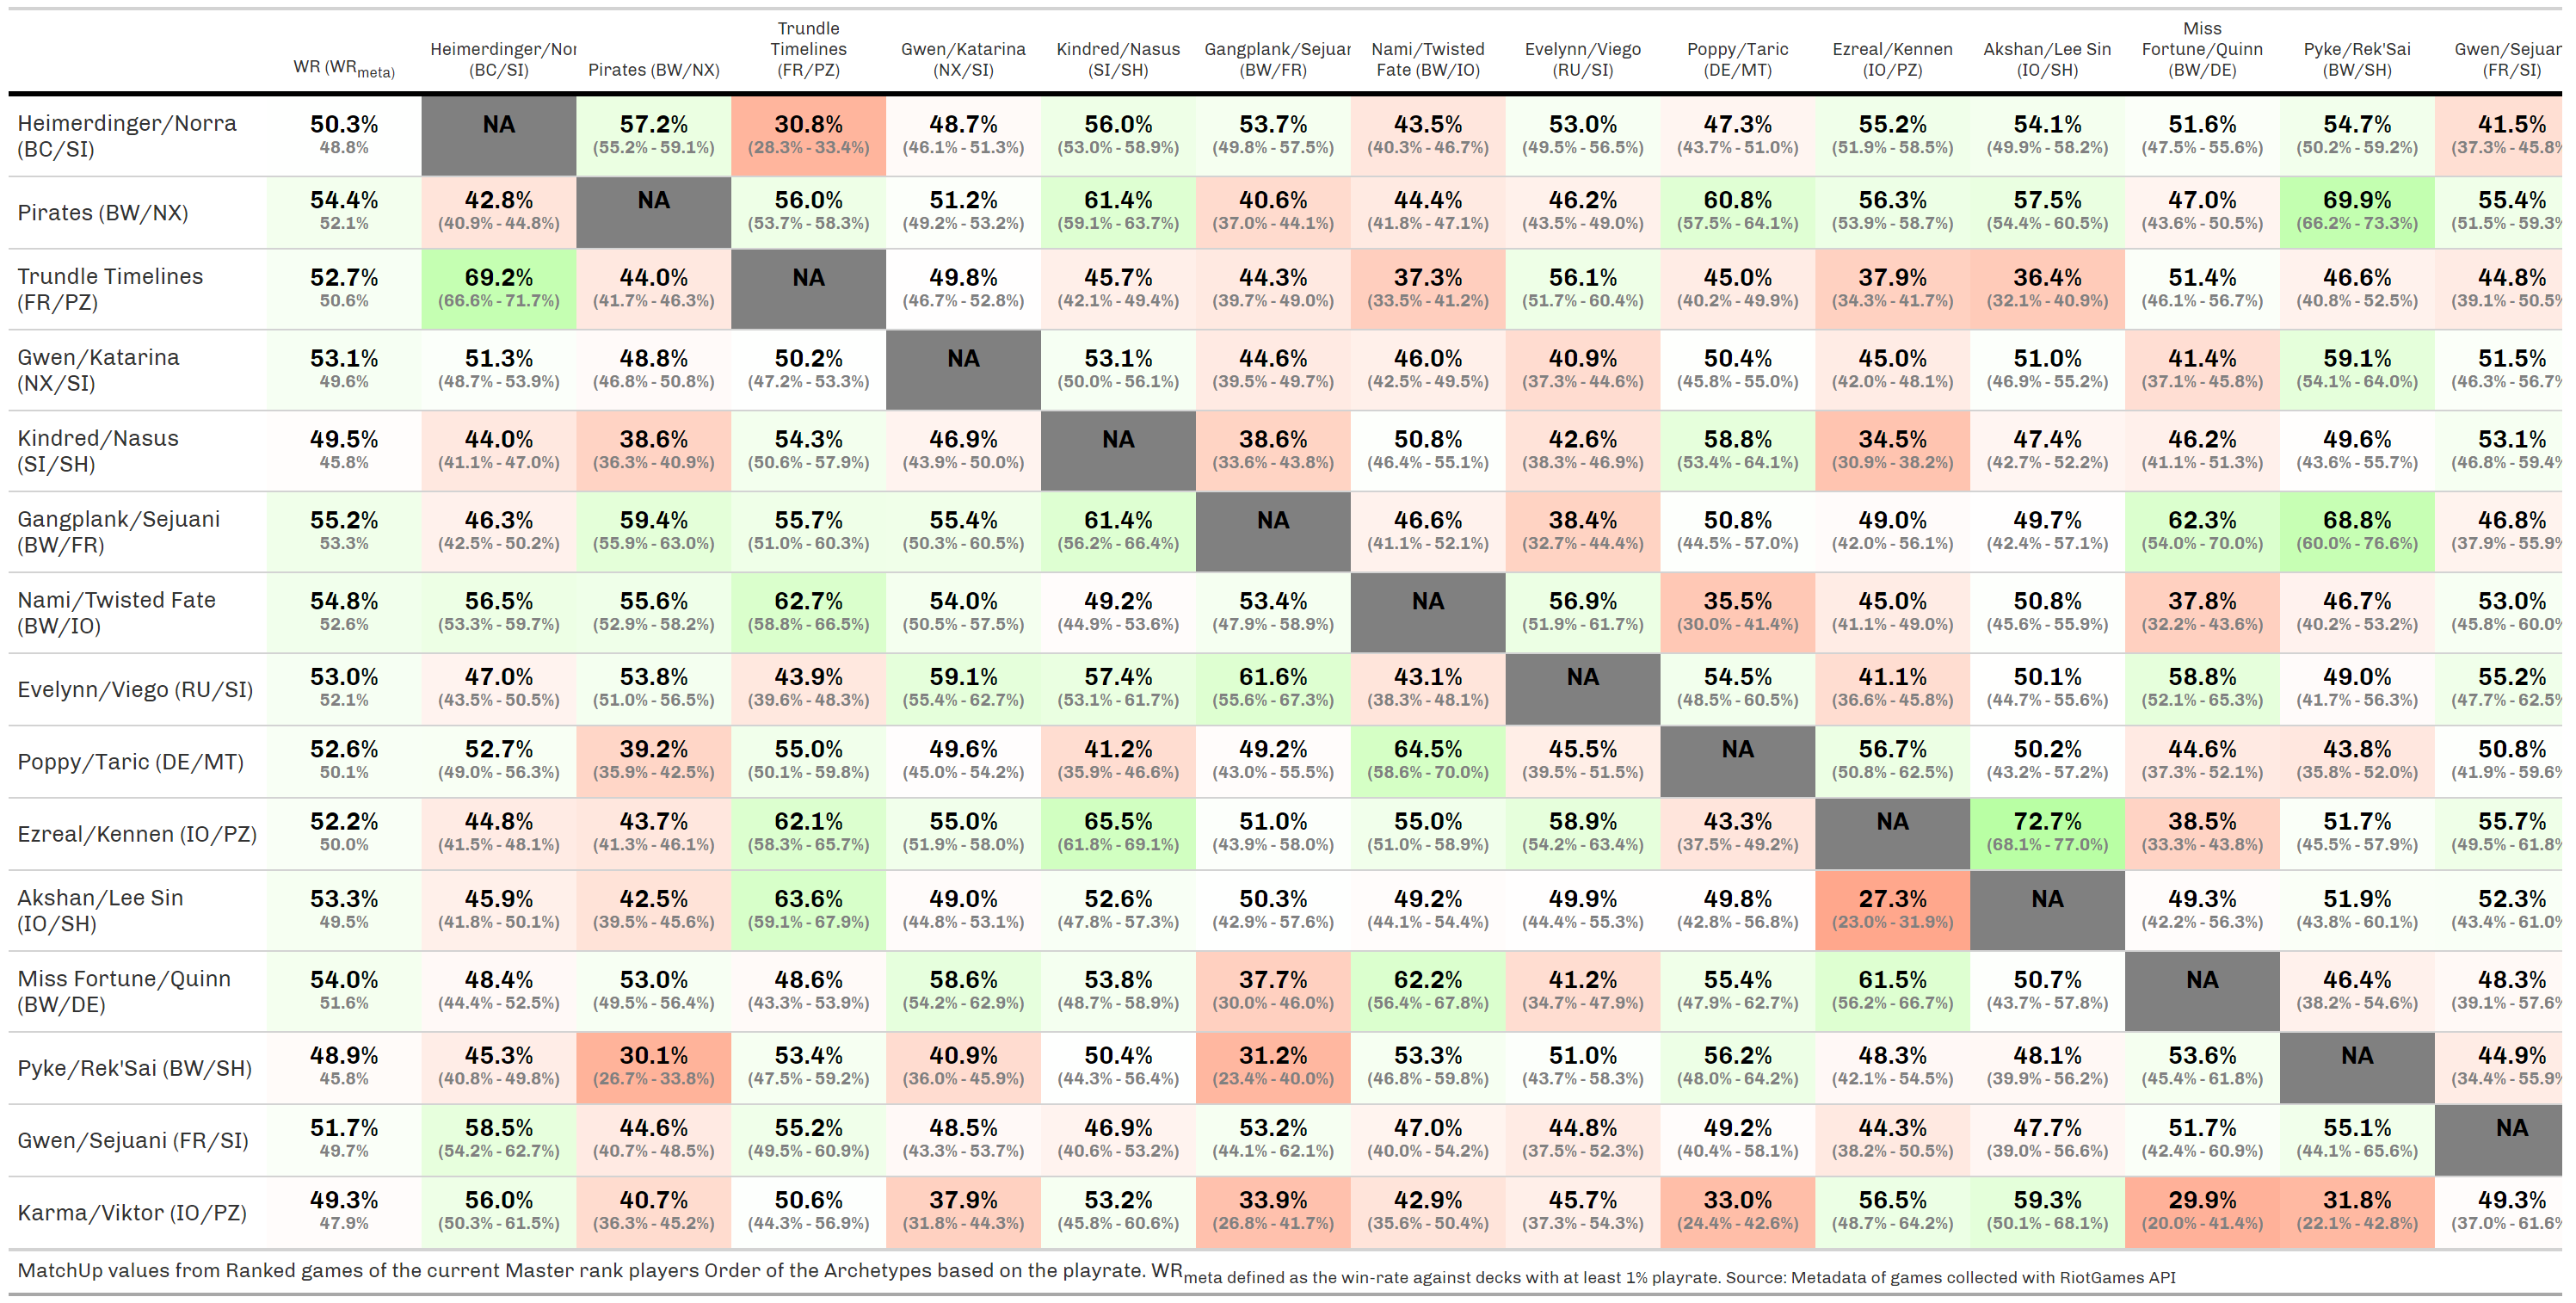 WR (WRmeta) Heimerdinger/Nor (BC/SI) Pirates (BW/NX) Trundle Timelines (FR/PZ) Gwen/Katarina (NX/SI) Kindred/Nasus (SI/SH) Gangplank/Sejuar (BW/FR) Nami/Twisted Fate (BW/IO) Evelynn/Viego (RU/SI) Poppy/Taric (DE/MT) Ezreal/Kennen (IO/PZ) Akshan/Lee Sin (IO/SH) Miss Fortune/Quinn (BW/DE) Pyke/Rek'Sai (BW/SH) Gwen/Sejuar (FR/SI)
Heimerdinger/Norra 50.3% NA 57.2% 30.8% 48.7% 56.0% 53.7% 43.5% 53.0% 47.3% 55.2% 54.1% 51.6% 54.7% 41.5%
(BC/SI) 48.8% (55.2% - 59.1%) (28.3% - 33.4%) (46.1% - 51.3%) (53.0% - 58.9%) (49.8% - 57.5%) (40.3% - 46.7%) (49.5% - 56.5%) (43.7% - 51.0%) (51.9% - 58.5%) (49.9% - 58.2%) (47.5% - 55.6%) (50.2% - 59.2%) (37.3% - 45.8%
Pirates (BW/NX) 54.4% 42.8% NA 56.0% 51.2% 61.4% 40.6% 44.4% 46.2% 60.8% 56.3% 57.5% 47.0% 69.9% 55.4%
52.1% (40.9% - 44.8%) (53.7% - 58.3%) (49.2% - 53.2%) (59.1% - 63.7%) (37.0% - 44.1%) (41.8% - 47.1%) (43.5% - 49.0%) (57.5% - 64.1%) (53.9% - 58.7%) (54.4% - 60.5%) (43.6% - 50.5%) (66.2% - 73.3%) (51.5% - 59.3%
Trundle Timelines 52.7% 69.2% 44.0% NA 49.8% 45.7% 44.3% 37.3% 56.1% 45.0% 37.9% 36.4% 51.4% 46.6% 44.8%
(FR/PZ) 50.6% (66.6% - 71.7%) (41.7% - 46.3%) (46.7% - 52.8%) (42.1% - 49.4%) (39.7% - 49.0%) (33.5% - 41.2%) (51.7% - 60.4%) (40.2% - 49.9%) (34.3% - 41.7%) (32.1% - 40.9%) (46.1% - 56.7%) (40.8% - 52.5%) (39.1% - 50.5%
Gwen/Katarina 53.1% 51.3% 48.8% 50.2% NA 53.1% 44.6% 46.0% 40.9% 50.4% 45.0% 51.0% 41.4% 59.1% 51.5%
(NX/SI) 49.6% (48.7% - 53.9%) (46.8% - 50.8%) (47.2% - 53.3%) (50.0% - 56.1%) (39.5% - 49.7%) (42.5% - 49.5%) (37.3% - 44.6%) (45.8% - 55.0%) (42.0% - 48.1%) (46.9% - 55.2%) (37.1% - 45.8%) (54.1% - 64.0%) (46.3% - 56.7%
Kindred/Nasus 49.5% 44.0% 38.6% 54.3% 46.9% NA 38.6% 50.8% 42.6% 58.8% 34.5% 47.4% 46.2% 49.6% 53.1%
(SI/SH) 45.8% (41.1% - 47.0%) (36.3% - 40.9%) (50.6% - 57.9%) (43.9% - 50.0%) (33.6% - 43.8%) (46.4% - 55.1%) (38.3% - 46.9%) (53.4% - 64.1%) (30.9% - 38.2%) (42.7% - 52.2%) (41.1% - 51.3%) (43.6% - 55.7%) (46.8% - 59.4%
Gangplank/Sejuani 55.2% 46.3% 59.4% 55.7% 55.4% 61.4% NA 46.6% 38.4% 50.8% 49.0% 49.7% 62.3% 68.8% 46.8%
(BW/FR) 53.3% (42.5% - 50.2%) (55.9% - 63.0%) (51.0% - 60.3%) (50.3% - 60.5%) (56.2% - 66.4%) (41.1% - 52.1%) (32.7% - 44.4%) (44.5% - 57.0%) (42.0% - 56.1%) (42.4% - 57.1%) (54.0% - 70.0%) (60.0% - 76.6%) (37.9% - 55.9%
Nami/Twisted Fate 54.8% 56.5% 55.6% 62.7% 54.0% 49.2% 53.4% NA 56.9% 35.5% 45.0% 50.8% 37.8% 46.7% 53.0%
(BW/IO) 52.6% (53.3% - 59.7%) (52.9% - 58.2%) (58.8% - 66.5%) (50.5% - 57.5%) (44.9% - 53.6%) (47.9% - 58.9%) (51.9% - 61.7%) (30.0% - 41.4%) (41.1% - 49.0%) (45.6% - 55.9%) (32.2% - 43.6%) (40.2% - 53.2%) (45.8% - 60.0%
Evelynn/Viego (RU/SI) 53.0% 47.0% 53.8% 43.9% 59.1% 57.4% 61.6% 43.1% NA 54.5% 41.1% 50.1% 58.8% 49.0% 55.2%
52.1% (43.5% - 50.5%) (51.0% - 56.5%) (39.6% - 48.3%) (55.4% - 62.7%) (53.1% - 61.7%) (55.6% - 67.3%) (38.3% - 48.1%) (48.5% - 60.5%) (36.6% - 45.8%) (44.7% - 55.6%) (52.1% - 65.3%) (41.7% - 56.3%) (47.7% - 62.5%
Poppy/Taric (DE/MT) 52.6% 52.7% 39.2% 55.0% 49.6% 41.2% 49.2% 64.5% 45.5% NA 56.7% 50.2% 44.6% 43.8% 50.8%
50.1% (49.0% - 56.3%) (35.9% - 42.5%) (50.1% - 59.8%) (45.0% - 54.2%) (35.9% - 46.6%) (43.0% - 55.5%) (58.6% - 70.0%) (39.5% - 51.5%) (50.8% - 62.5%) (43.2% - 57.2%) (37.3% - 52.1%) (35.8% - 52.0%) (41.9% - 59.6%
Ezreal/Kennen (IO/PZ) 52.2% 44.8% 43.7% 62.1% 55.0% 65.5% 51.0% 55.0% 58.9% 43.3% NA 72.7% 38.5% 51.7% 55.7%
50.0% (41.5% - 48.1%) (41.3% - 46.1%) (58.3% - 65.7%) (51.9% - 58.0%) (61.8% - 69.1%) (43.9% - 58.0%) (51.0% - 58.9%) (54.2% - 63.4%) (37.5% - 49.2%) (68.1% - 77.0%) (33.3% - 43.8%) (45.5% - 57.9%) (49.5% - 61.8%
Akshan/Lee Sin 53.3% 45.9% 42.5% 63.6% 49.0% 52.6% 50.3% 49.2% 49.9% 49.8% 27.3% NA 49.3% 51.9% 52.3%
(IO/SH) 49.5% (41.8% - 50.1%) (39.5% - 45.6%) (59.1% - 67.9%) (44.8% - 53.1%) (47.8% - 57.3%) (42.9% - 57.6%) (44.1% - 54.4%) (44.4% - 55.3%) (42.8% - 56.8%) (23.0% - 31.9%) (42.2% - 56.3%) (43.8% - 60.1%) (43.4% - 61.0%
Miss Fortune/Quinn 54.0% 48.4% 53.0% 48.6% 58.6% 53.8% 37.7% 62.2% 41.2% 55.4% 61.5% 50.7% NA 46.4% 48.3%
(BW/DE) 51.6% (44.4% - 52.5%) (49.5% - 56.4%) (43.3% - 53.9%) (54.2% - 62.9%) (48.7% - 58.9%) (30.0% - 46.0%) (56.4% - 67.8%) (34.7% - 47.9%) (47.9% - 62.7%) (56.2% - 66.7%) (43.7% - 57.8%) (38.2% - 54.6%) (39.1% - 57.6%
Pyke/Rek'Sai (BW/SH) 48.9% 45.3% 30.1% 53.4% 40.9% 50.4% 31.2% 53.3% 51.0% 56.2% 48.3% 48.1% 53.6% NA 44.9%
45.8% (40.8% - 49.8%) (26.7% - 33.8%) (47.5% - 59.2%) (36.0% - 45.9%) (44.3% - 56.4%) (23.4% - 40.0%) (46.8% - 59.8%) (43.7% - 58.3%) (48.0% - 64.2%) (42.1% - 54.5%) (39.9% - 56.2%) (45.4% - 61.8%) (34.4% - 55.9%
Gwen/Sejuani (FR/SI) 51.7% 58.5% 44.6% 55.2% 48.5% 46.9% 53.2% 47.0% 44.8% 49.2% 44.3% 47.7% 51.7% 55.1% NA
49.7% (54.2% - 62.7%) (40.7% - 48.5%) (49.5% - 60.9%) (43.3% - 53.7%) (40.6% - 53.2%) (44.1% - 62.1%) (40.0% - 54.2%) (37.5% - 52.3%) (40.4% - 58.1%) (38.2% - 50.5%) (39.0% - 56.6%) (42.4% - 60.9%) (44.1% - 65.6%)
Karma/Viktor (IO/PZ) 49.3% 56.0% 40.7% 50.6% 37.9% 53.2% 33.9% 42.9% 45.7% 33.0% 56.5% 59.3% 29.9% 31.8% 49.3%
47.9% (50.3% - 61.5%) (36.3% - 45.2%) (44.3% - 56.9%) (31.8% - 44.3%) (45.8% - 60.6%) (26.8% - 41.7%) (35.6% - 50.4%) (37.3% - 54.3%) (24.4% - 42.6%) (48.7% - 64.2%) (50.1% - 68.1%) (20.0% - 41.4%) (22.1% - 42.8%) (37.0% - 61.6%
MatchUp values from Ranked games of the current Master rank players Order of the Archetypes based on the playrate. WRmeta defined as the win-rate against decks with at least 1% playrate. Source: Metadata of games collected with RiotGames API